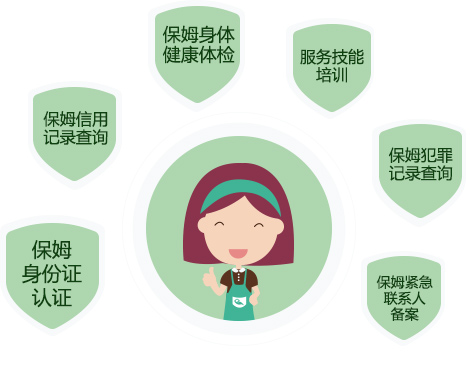 保姆身体
健康体检
服务技能
培训
保姆信用
记录查询
保姆犯罪
记录查询
保姆
身份证
认证
保姆紧急
联系人
备案